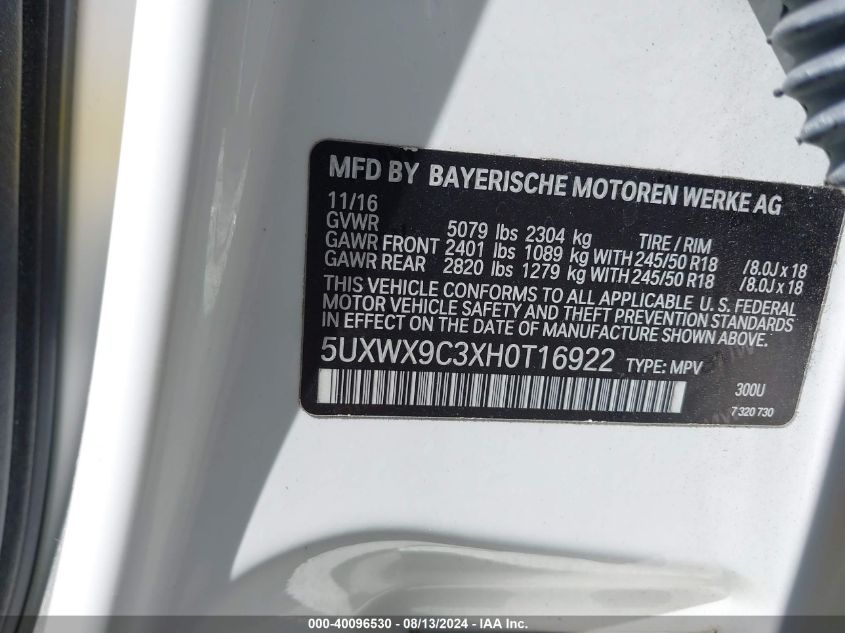 MFD BY BAYERISCHE MOTOREN WERKE AG
11/16
GVWR 5079 lbs 2304 kg TIRE / RIM
GAWR FRONT 2401 lbs 1089 kg WITH 245/50 R18 /8.0J x 18
GAWR REAR 2820 lbs 1279 kg WITH 245/50 R18 /8.0J x 18
THIS VEHICLE CONFORMS TO ALL APPLICABLE U. S. FEDERAL
MOTOR VEHICLE SAFETY AND THEFT PREVENTION STANDARDS
IN EFFECT ON THE DATE OF MANUFACTURE SHOWN ABOVE.
5UXWX9C3XH0T16922 TYPE: MPV
300U
7 320 730
000-40096530 - 08/13/2024 - IAAI.COM